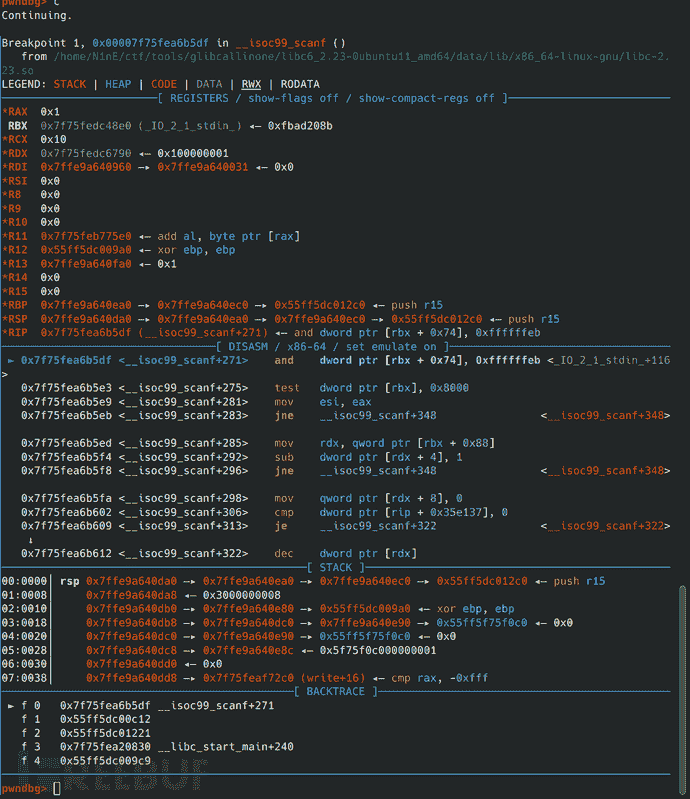 pwndbg> c
Continuing.
Breakpoint 1, 0x00007f75fea6b5df in __isoc99_scanf ()
from /home/N1nE/ctf/tools/glibcallinone/libc6_2.23-0ubuntu11_amd64/data/lib/x86_64-linux-gnu/libc-2.
23.so
LEGEND: STACK | HEAP | CODE | DATA | RWX | RODATA
[ REGISTERS / show-flags off / show-compact-regs off ]
*RAX 0x1
RBX 0x7f75fedc48e0 (_IO_2_1_stdin_) ◂— 0xfbad208b
*RCX 0x10
*RDX 0x7f75fedc6790 ◂— 0x100000001
*RDI 0x7ffe9a640960 —▸ 0x7ffe9a640031 ◂— 0x0
*RSI 0x0
*R8 0x0
*R9 0x0
*R10 0x0
*R11 0x7f75feb775e0 ◂— add al, byte ptr [rax]
*R12 0x55ff5dc009a0 ◂— xor ebp, ebp
*R13 0x7ffe9a640fa0 ◂— 0x1
*R14 0x0
*R15 0x0
*RBP 0x7ffe9a640ea0 —▸ 0x7ffe9a640ec0 —▸ 0x55ff5dc012c0 ◂— push r15
*RSP 0x7ffe9a640da0 —▸ 0x7ffe9a640ea0 —▸ 0x7ffe9a640ec0 —▸ 0x55ff5dc012c0 ◂— push r15
*RIP 0x7f75fea6b5df (__isoc99_scanf+271) ◂— and dword ptr [rbx + 0x74], 0xffffffeb
[ DISASM / x86-64 / set emulate on ]
► 0x7f75fea6b5df <__isoc99_scanf+271> and dword ptr [rbx + 0x74], 0xffffffeb <_IO_2_1_stdin_+116
>
0x7f75fea6b5e3 <__isoc99_scanf+275> test dword ptr [rbx], 0x8000
0x7f75fea6b5e9 <__isoc99_scanf+281> mov esi, eax
0x7f75fea6b5eb <__isoc99_scanf+283> jne __isoc99_scanf+348 <__isoc99_scanf+348>
0x7f75fea6b5ed <__isoc99_scanf+285> mov rdx, qword ptr [rbx + 0x88]
0x7f75fea6b5f4 <__isoc99_scanf+292> sub dword ptr [rdx + 4], 1
0x7f75fea6b5f8 <__isoc99_scanf+296> jne __isoc99_scanf+348 <__isoc99_scanf+348>
0x7f75fea6b5fa <__isoc99_scanf+298> mov qword ptr [rdx + 8], 0
0x7f75fea6b602 <__isoc99_scanf+306> cmp dword ptr [rip + 0x35e137], 0
0x7f75fea6b609 <__isoc99_scanf+313> je __isoc99_scanf+322 <__isoc99_scanf+322>
↓
0x7f75fea6b612 <__isoc99_scanf+322> dec dword ptr [rdx]
[ STACK ]
00:0000│ rsp 0x7ffe9a640da0 —▸ 0x7ffe9a640ea0 —▸ 0x7ffe9a640ec0 —▸ 0x55ff5dc012c0 ◂— push r15
01:0008│ 0x7ffe9a640da8 ◂— 0x3000000008
02:0010│ 0x7ffe9a640db0 —▸ 0x7ffe9a640e80 —▸ 0x55ff5dc009a0 ◂— xor ebp, ebp
03:0018│ 0x7ffe9a640db8 —▸ 0x7ffe9a640dc0 —▸ 0x7ffe9a640e90 —▸ 0x55ff5f75f0c0 ◂— 0x0
04:0020│ 0x7ffe9a640dc0 —▸ 0x7ffe9a640e90 —▸ 0x55ff5f75f0c0 ◂— 0x0
05:0028│ 0x7ffe9a640dc8 —▸ 0x7ffe9a640e8c ◂— 0x5f75f0c000000001
06:0030│ 0x7ffe9a640dd0 ◂— 0x0
07:0038│ 0x7ffe9a640dd8 —▸ 0x7f75feaf72c0 (write+16) ◂— cmp rax, -0xfff
[ BACKTRACE ]
► f 0 0x7f75fea6b5df __isoc99_scanf+271
f 1 0x55ff5dc00c12
f 2 0x55ff5dc01221
f 3 0x7f75fea20830 __libc_start_main+240
f 4 0x55ff5dc009c9
pwndbg>